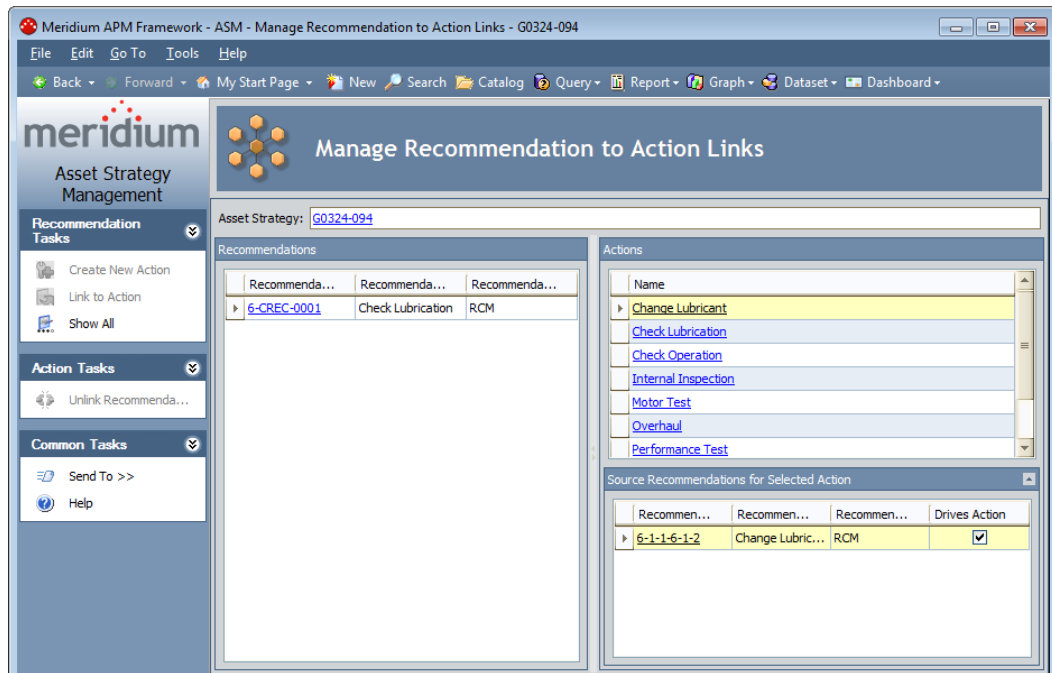 Meridium APM Framework - ASM - Manage Recommendation to Action Links - G0324-094
File Edit Go To Tools Help
Back Forward My Start Page New Search Catalog Query Report Graph Dataset Dashboard
meridium
Asset Strategy
Management
Recommendation
Tasks
Create New Action
Link to Action
Show All
Action Tasks
Unlink Recommenda...
Common Tasks
Send To >>
Help
Manage Recommendation to Action Links
Asset Strategy: G0324-094
Recommendations
Recommenda... Recommenda... Recommenda...
6-CREC-0001 Check Lubrication RCM
Actions
Name
Change Lubricant
Check Lubrication
Check Operation
Internal Inspection
Motor Test
Overhaul
Performance Test
Source Recommendations for Selected Action
Recommen... Recommen... Recommen... Drives Action
6-1-1-6-1-2 Change Lubric... RCM